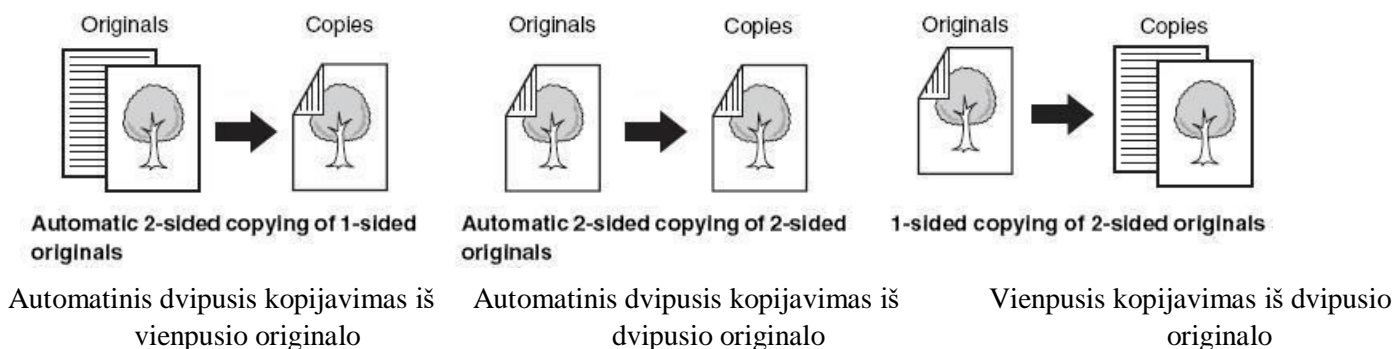 Originals
Copies
Originals
Copies
Originals
Copies
Automatic 2-sided copying of 1-sided
originals
Automatic 2-sided copying of 2-sided
originals
1-sided copying of 2-sided originals
Automatinis dvipusis kopijavimas iš
vienpusio originalo
Automatinis dvipusis kopijavimas iš
dvipusio originalo
Vienpusis kopijavimas iš dvipusio
originalo